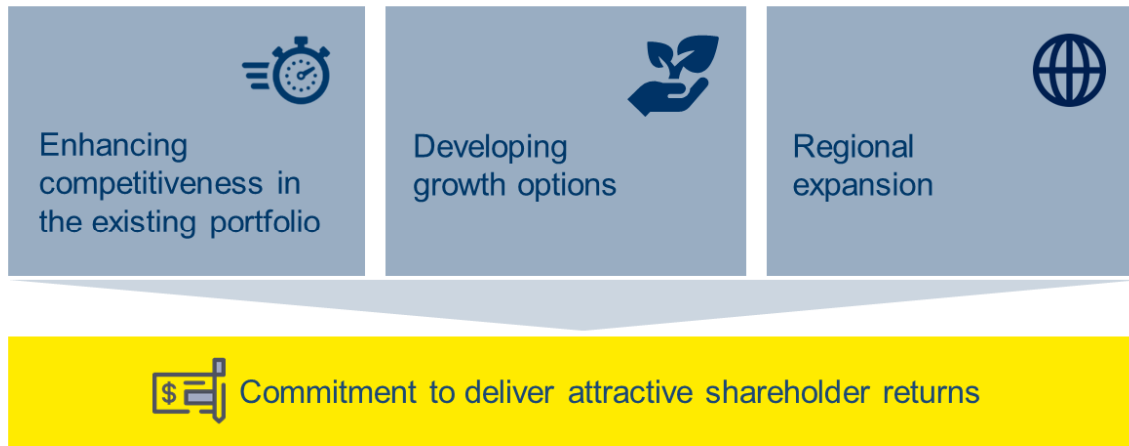 Enhancing
competitiveness in
the existing portfolio
Developing
growth options
Regional
expansion
$
Commitment to deliver attractive shareholder returns